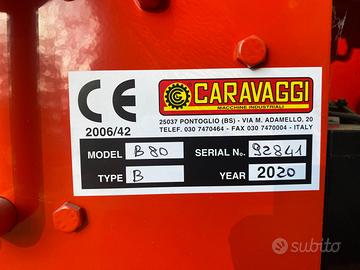 CE
2006/42
CARAVAGGI
MACCHINE INDUSTRIALI
25037 PONTOGLIO (BS) - VIA M. ADAMELLO, 20
TELEF. 030 7470464 - FAX 030 7470004 - ITALY
MODEL B80 SERIAL No. 92841
TYPE B YEAR 2020
subito